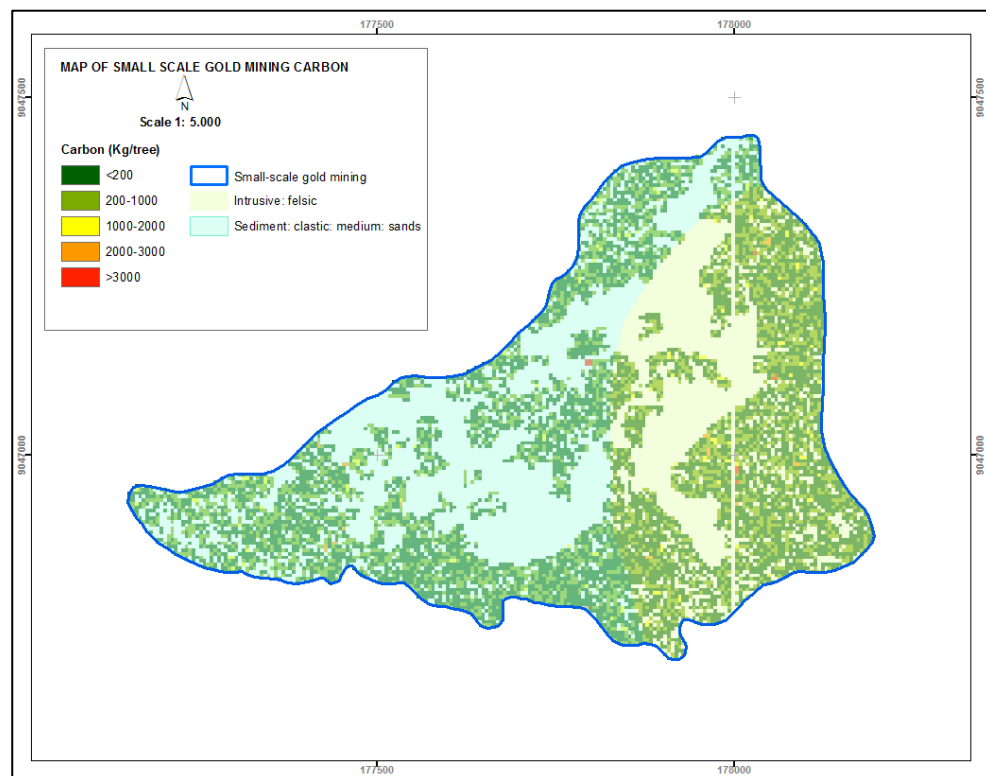 177500 178000
9047500 9047500
MAP OF SMALL SCALE GOLD MINING CARBON
N
Scale 1: 5.000
Carbon (Kg/tree)
<200
200-1000
1000-2000
2000-3000
>3000
Small-scale gold mining
Intrusive: felsic
Sediment: clastic: medium: sands
9047000 9047000
177500 178000